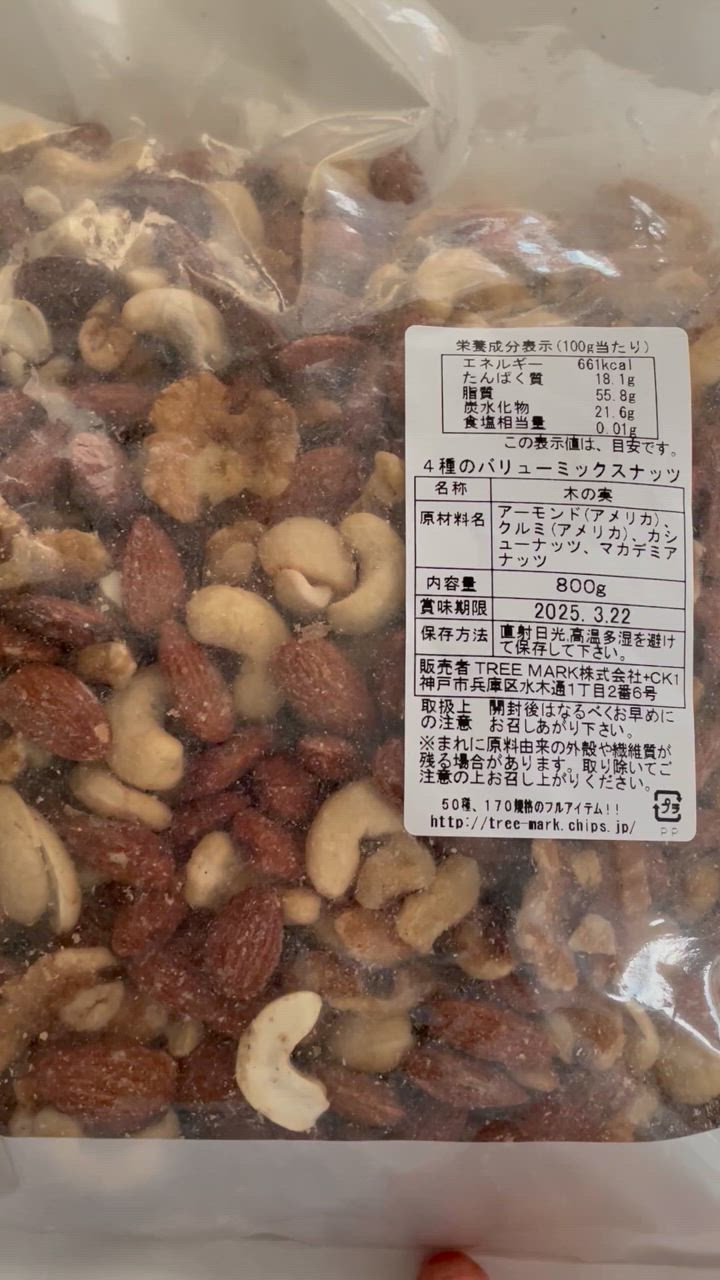 栄養成分表示(100g当たり)
エネルギー 661kcal
たんぱく質 18.1g
脂質 55.8g
炭水化物 21.6g
食塩相当量 0.01g
この表示値は、目安です。
4種のバリューミックスナッツ
名称 木の実
原材料名 アーモンド(アメリカ)、
クルミ(アメリカ)、カシ
ューナッツ、マカデミア
ナッツ
内容量 800g
賞味期限 2025.3.22
保存方法 直射日光,高温多湿を避け
て保存して下さい。
販売者 TREE MARK株式会社+CK1
神戸市兵庫区水木通1丁目2番6号
取扱上 開封後はなるべくお早めに
の注意 お召しあがり下さい。
※まれに原料由来の外殻や繊維質が
残る場合があります。取り除いてご
注意の上お召し上がりください。
50種、170規格のフルアイテム!!
http://tree-mark.chips.jp/
プラ
PP